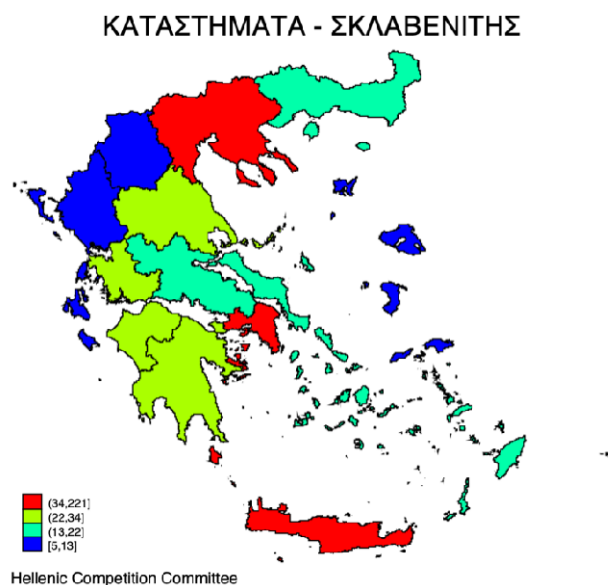 ΚΑΤΑΣΤΗΜΑΤΑ - ΣΚΛΑΒΕΝΙΤΗΣ
(34,221]
(22,34]
(13,22]
[5,13]
Hellenic Competition Committee